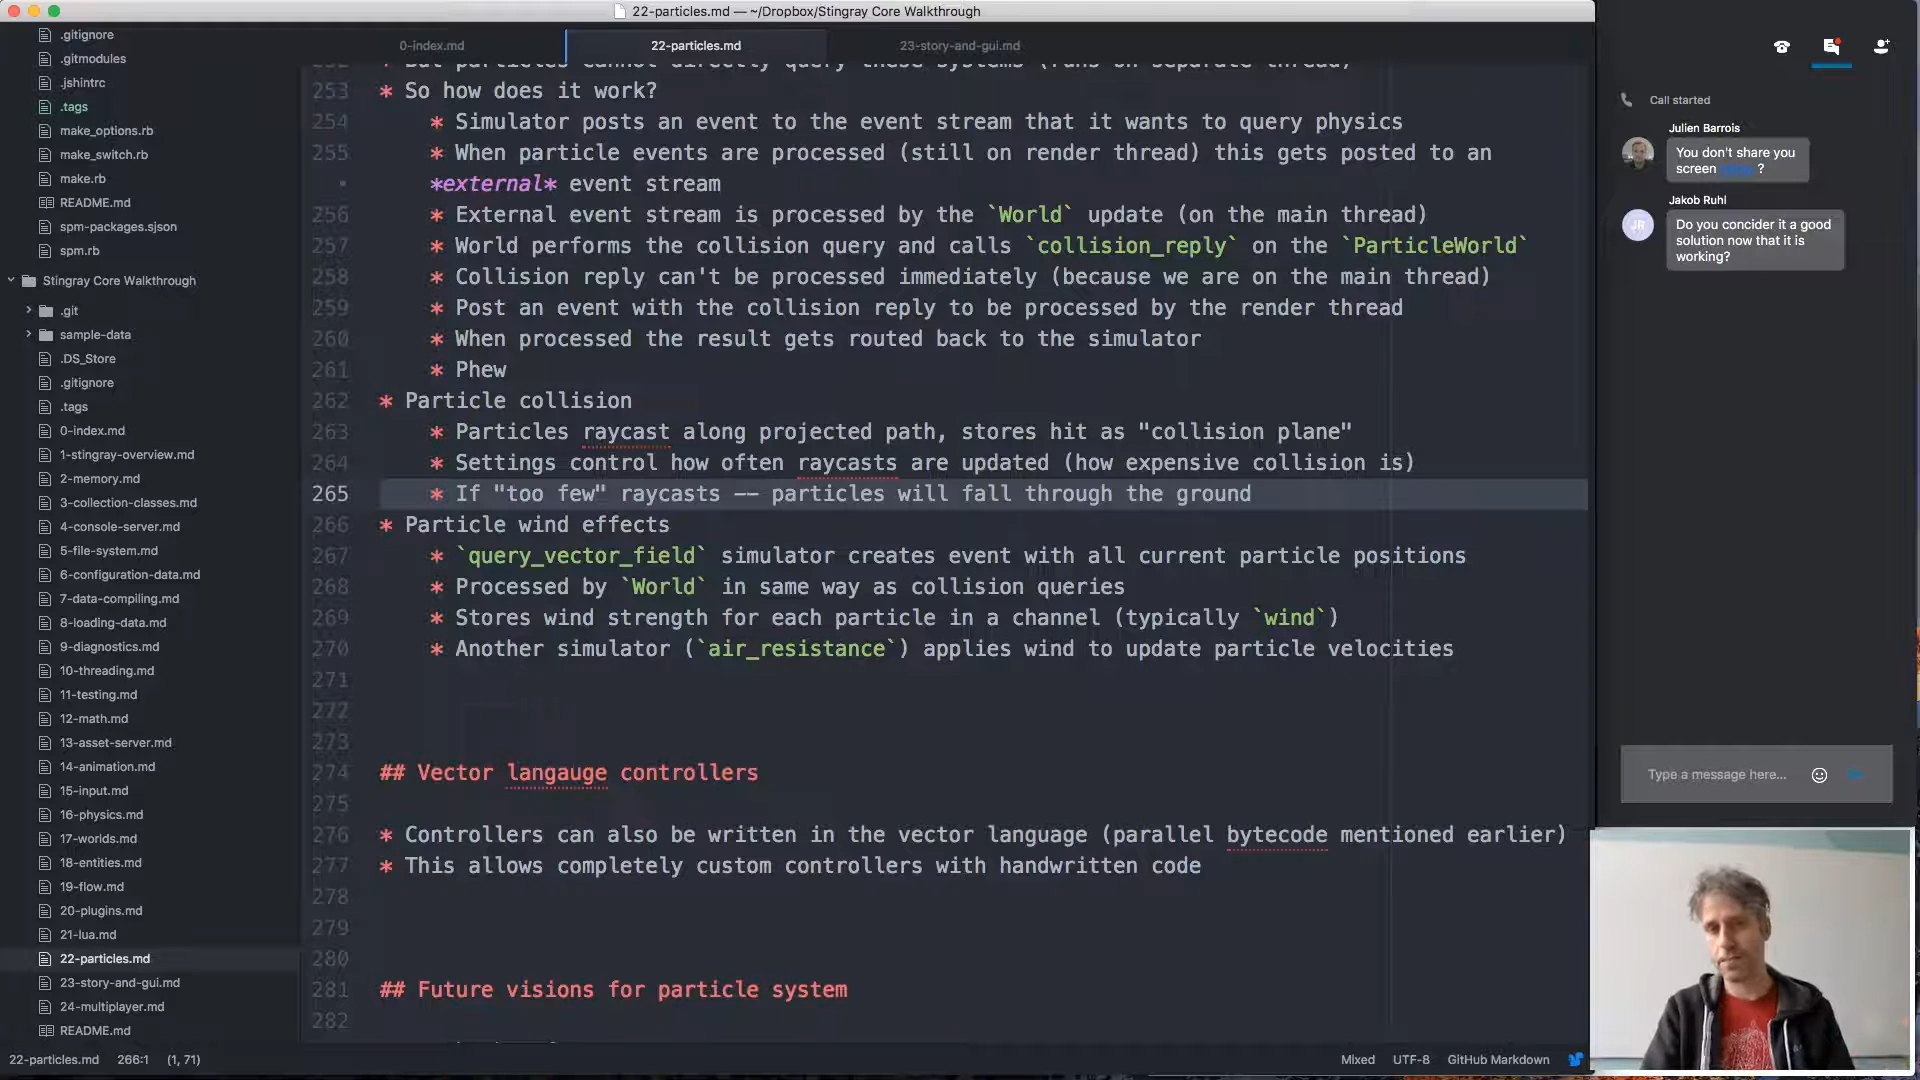 22-particles.md — ~/Dropbox/Stingray Core Walkthrough
.gitignore
.gitmodules
.jshintrc
.tags
make_options.rb
make_switch.rb
make.rb
README.md
spm-packages.sjson
spm.rb
Stingray Core Walkthrough
.git
sample-data
.DS_Store
.gitignore
.tags
0-index.md
1-stingray-overview.md
2-memory.md
3-collection-classes.md
4-console-server.md
5-file-system.md
6-configuration-data.md
7-data-compiling.md
8-loading-data.md
9-diagnostics.md
10-threading.md
11-testing.md
12-math.md
13-asset-server.md
14-animation.md
15-input.md
16-physics.md
17-worlds.md
18-entities.md
19-flow.md
20-plugins.md
21-lua.md
22-particles.md
23-story-and-gui.md
24-multiplayer.md
README.md
0-index.md
22-particles.md
23-story-and-gui.md
252 * But particles cannot directly query these systems (runs on separate thread)
253 * So how does it work?
254 * Simulator posts an event to the event stream that it wants to query physics
255 * When particle events are processed (still on render thread) this gets posted to an
• *external* event stream
256 * External event stream is processed by the `World` update (on the main thread)
257 * World performs the collision query and calls `collision_reply` on the `ParticleWorld`
258 * Collision reply can't be processed immediately (because we are on the main thread)
259 * Post an event with the collision reply to be processed by the render thread
260 * When processed the result gets routed back to the simulator
261 * Phew
262 * Particle collision
263 * Particles raycast along projected path, stores hit as "collision plane"
264 * Settings control how often raycasts are updated (how expensive collision is)
265 * If "too few" raycasts -- particles will fall through the ground
266 * Particle wind effects
267 * `query_vector_field` simulator creates event with all current particle positions
268 * Processed by `World` in same way as collision queries
269 * Stores wind strength for each particle in a channel (typically `wind`)
270 * Another simulator (`air_resistance`) applies wind to update particle velocities
271
272
273
274 ## Vector langauge controllers
275
276 * Controllers can also be written in the vector language (parallel bytecode mentioned earlier)
277 * This allows completely custom controllers with handwritten code
278
279
280
281 ## Future visions for particle system
282
22-particles.md 266:1 (1, 71)
Mixed UTF-8 GitHub Markdown
Call started
Julien Barrois
You don't share you
screen ?
Jakob Ruhl
JR
Do you concider it a good
solution now that it is
working?
Type a message here...